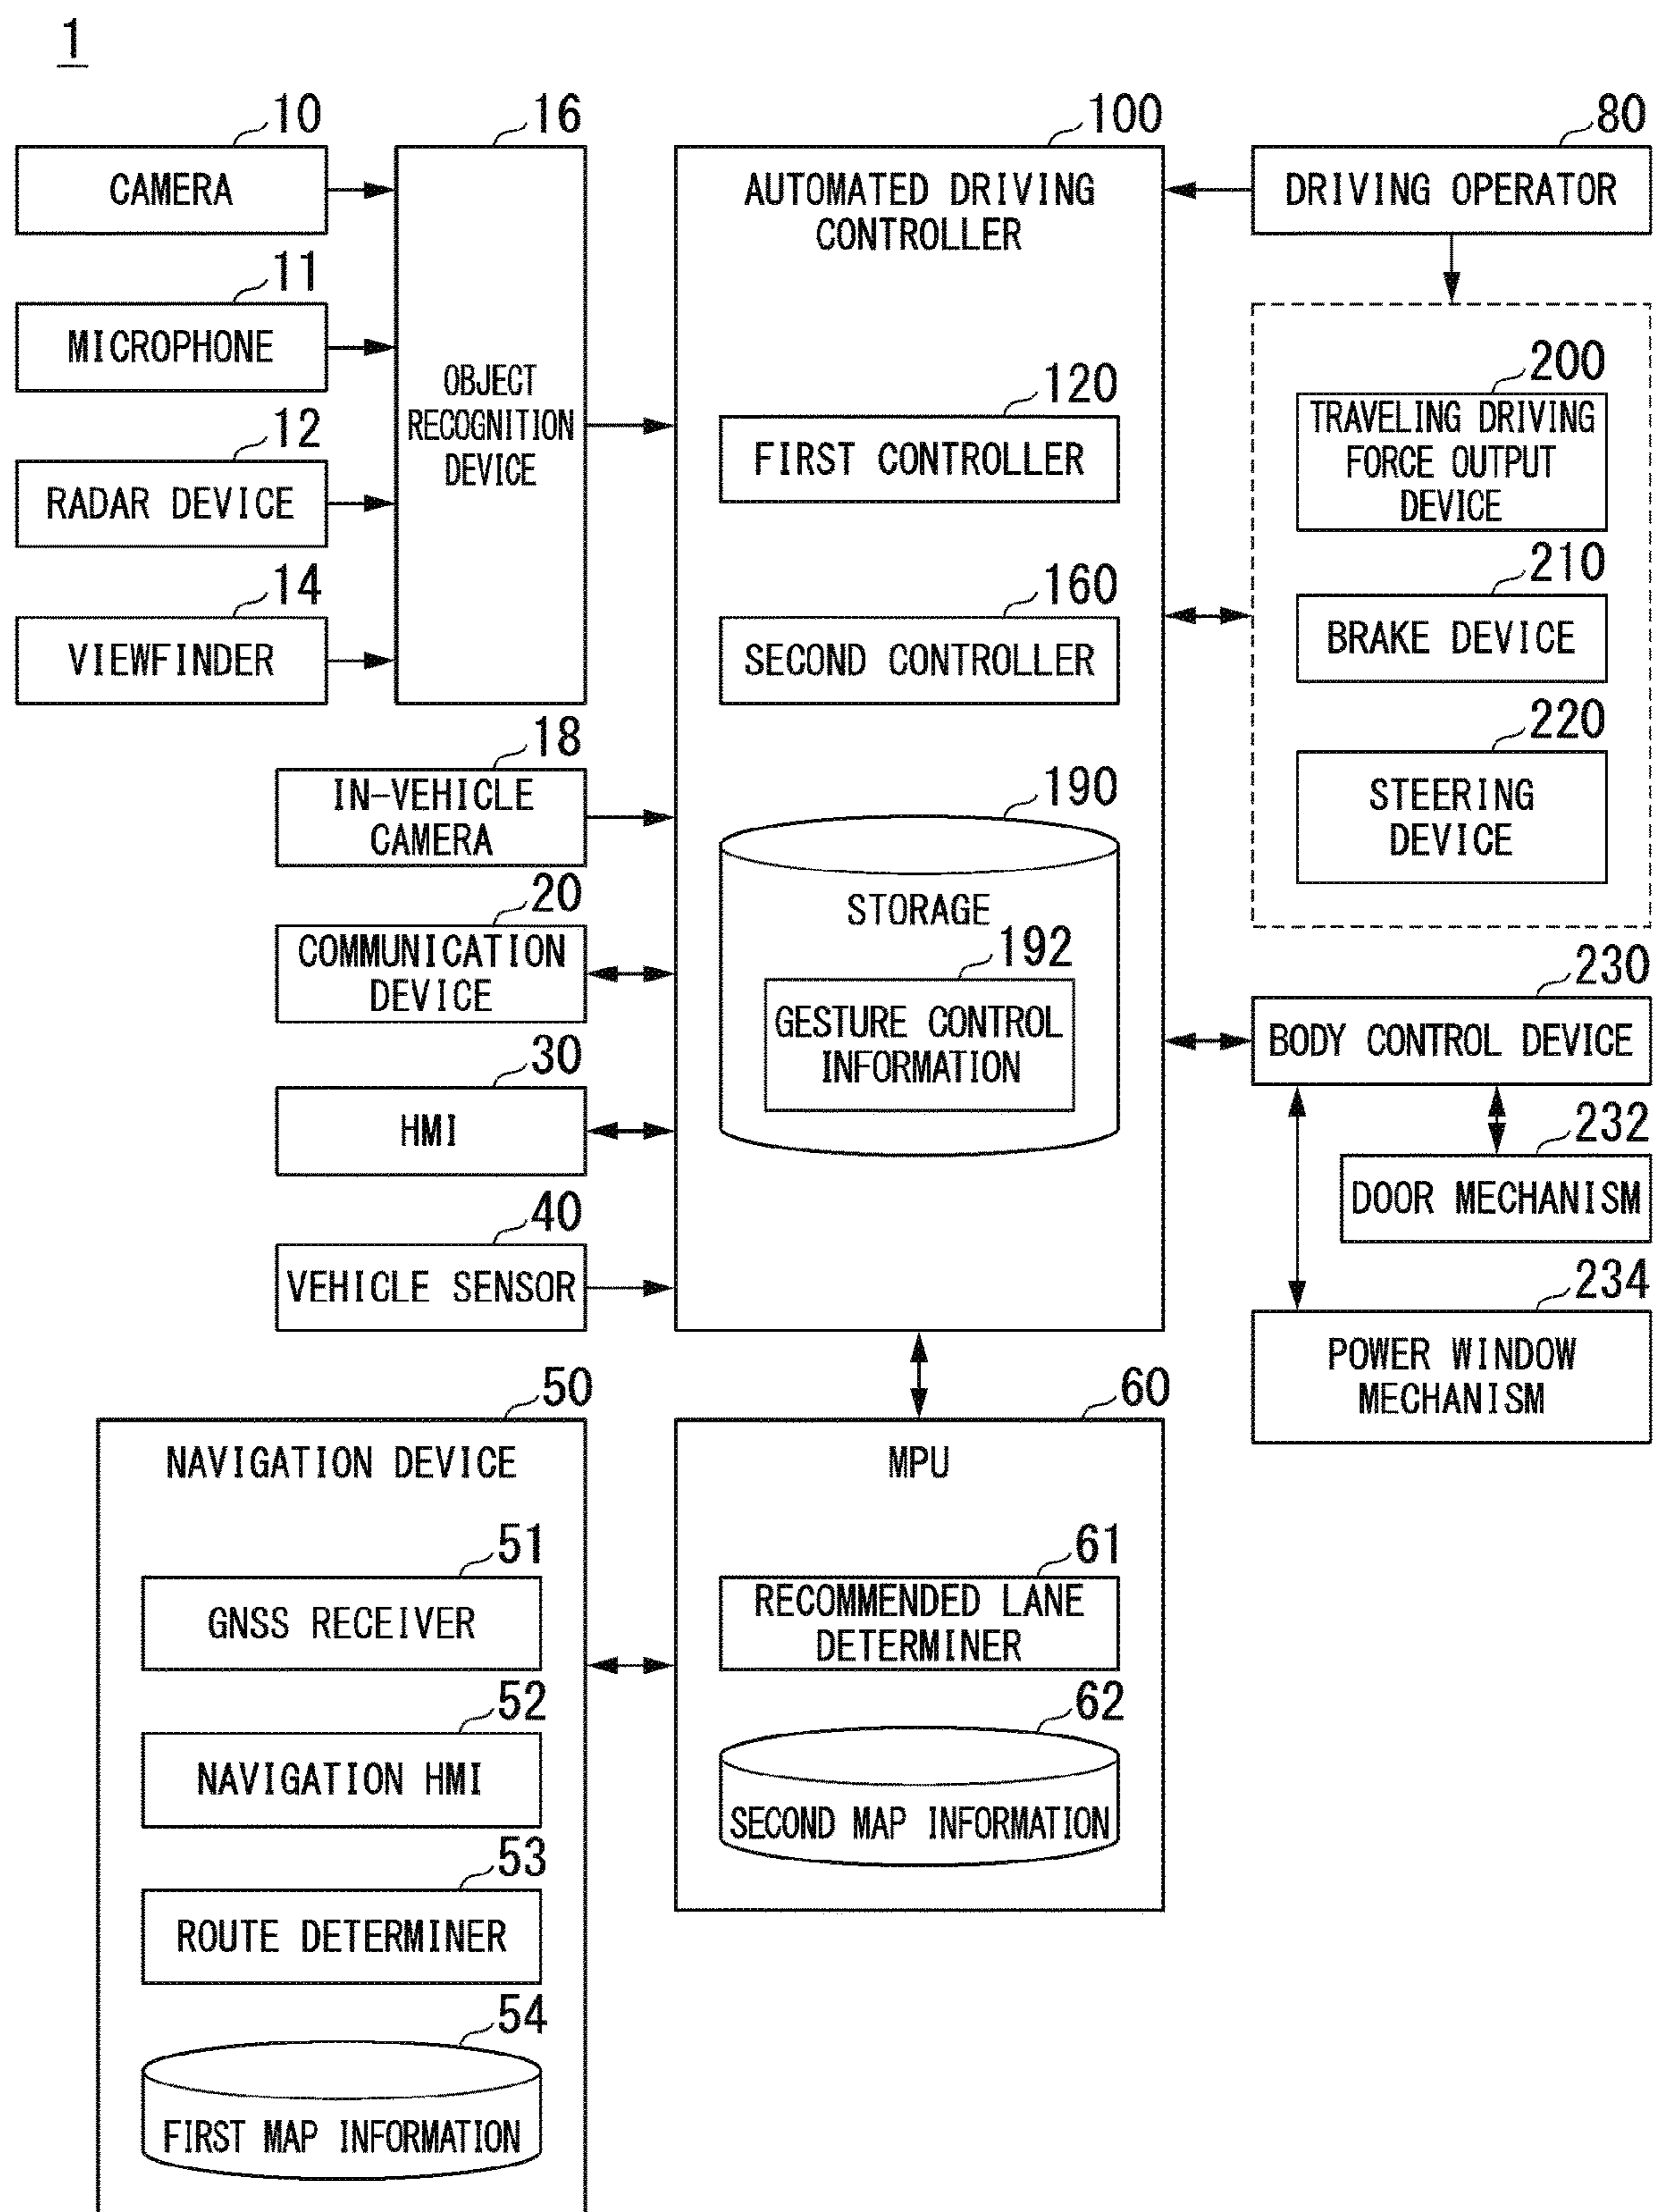 1
10
CAMERA
11
MICROPHONE
12
RADAR DEVICE
14
VIEWFINDER
16
OBJECT
RECOGNITION
DEVICE
18
IN-VEHICLE
CAMERA
20
COMMUNICATION
DEVICE
30
HMI
40
VEHICLE SENSOR
100
AUTOMATED DRIVING
CONTROLLER
120
FIRST CONTROLLER
160
SECOND CONTROLLER
190
STORAGE
192
GESTURE CONTROL
INFORMATION
80
DRIVING OPERATOR
200
TRAVELING DRIVING
FORCE OUTPUT
DEVICE
210
BRAKE DEVICE
220
STEERING
DEVICE
230
BODY CONTROL DEVICE
232
DOOR MECHANISM
234
POWER WINDOW
MECHANISM
50
NAVIGATION DEVICE
51
GNSS RECEIVER
52
NAVIGATION HMI
53
ROUTE DETERMINER
54
FIRST MAP INFORMATION
60
MPU
61
RECOMMENDED LANE
DETERMINER
62
SECOND MAP INFORMATION